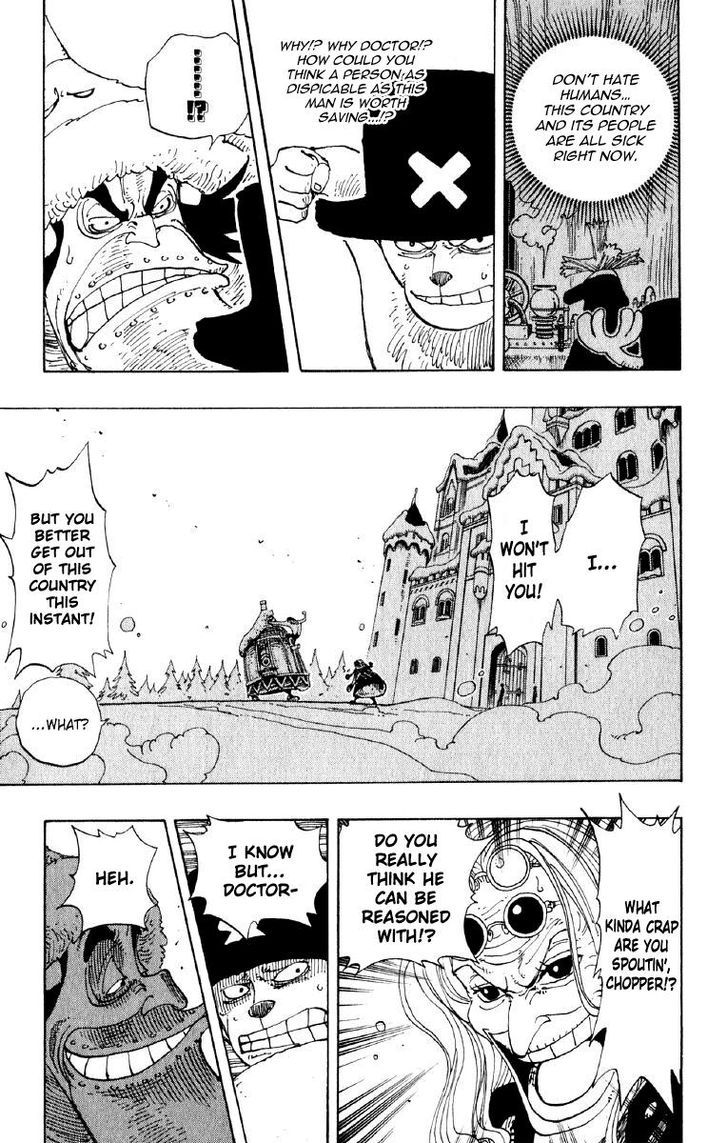 DON'T HATE
HUMANS...
THIS COUNTRY
AND ITS PEOPLE
ARE ALL SICK
RIGHT NOW.
WHY!? WHY DOCTOR!?
HOW COULD YOU
THINK A PERSON AS
DISPICABLE AS THIS
MAN IS WORTH
SAVING...!?
......!?
I...
I
WON'T
HIT
YOU!
BUT YOU
BETTER
GET OUT
OF THIS
COUNTRY
THIS
INSTANT!
...WHAT?
WHAT
KINDA CRAP
ARE YOU
SPOUTIN',
CHOPPER!?
DO YOU
REALLY
THINK HE
CAN BE
REASONED
WITH!?
I KNOW
BUT...
DOCTOR-
HEH.